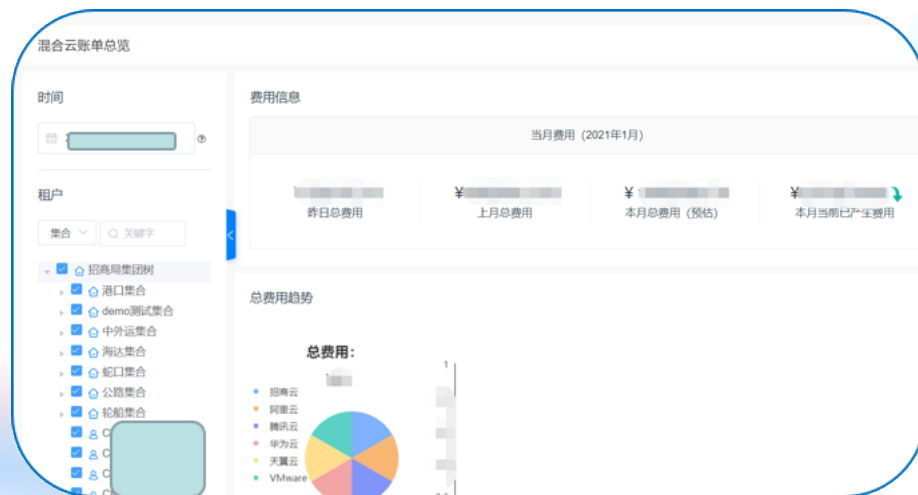 混合云账单总览
时间
租户
集合
关键字
招商局集团树
港口集合
demo测试集合
中外运集合
海达集合
蛇口集合
公路集合
轮船集合
C
C
C
C
费用信息
当月费用 (2021年1月)
¥
¥
¥
昨日总费用
上月总费用
本月总费用 (预估)
本月当前已产生费用
总费用趋势
总费用:
招商云
阿里云
腾讯云
华为云
天翼云
VMware
1